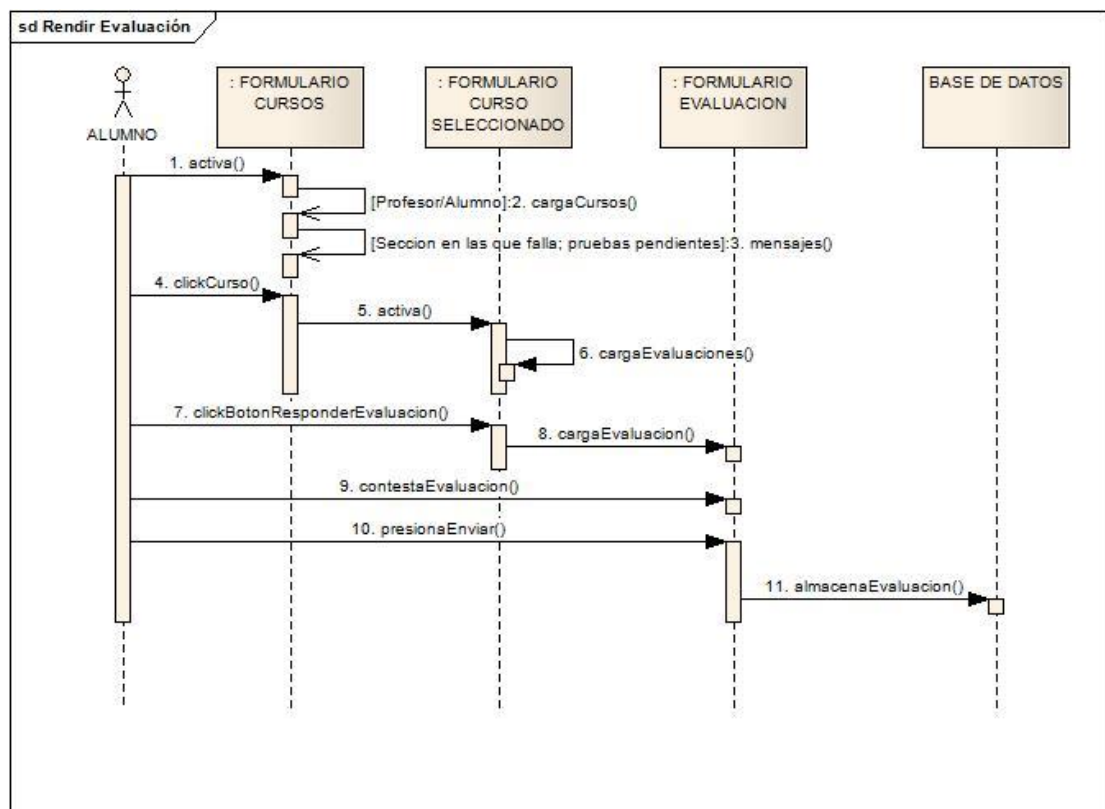 sd Rendir Evaluación
ALUMNO
: FORMULARIO
CURSOS
: FORMULARIO
CURSO
SELECCIONADO
: FORMULARIO
EVALUACION
BASE DE DATOS
1. activa()
[Profesor/Alumno]:2. cargaCursos()
[Seccion en las que falla; pruebas pendientes]:3. mensajes()
4. clickCurso()
5. activa()
6. cargaEvaluaciones()
7. clickBotonResponderEvaluacion()
8. cargaEvaluacion()
9. contestaEvaluacion()
10. presionaEnviar()
11. almacenaEvaluacion()